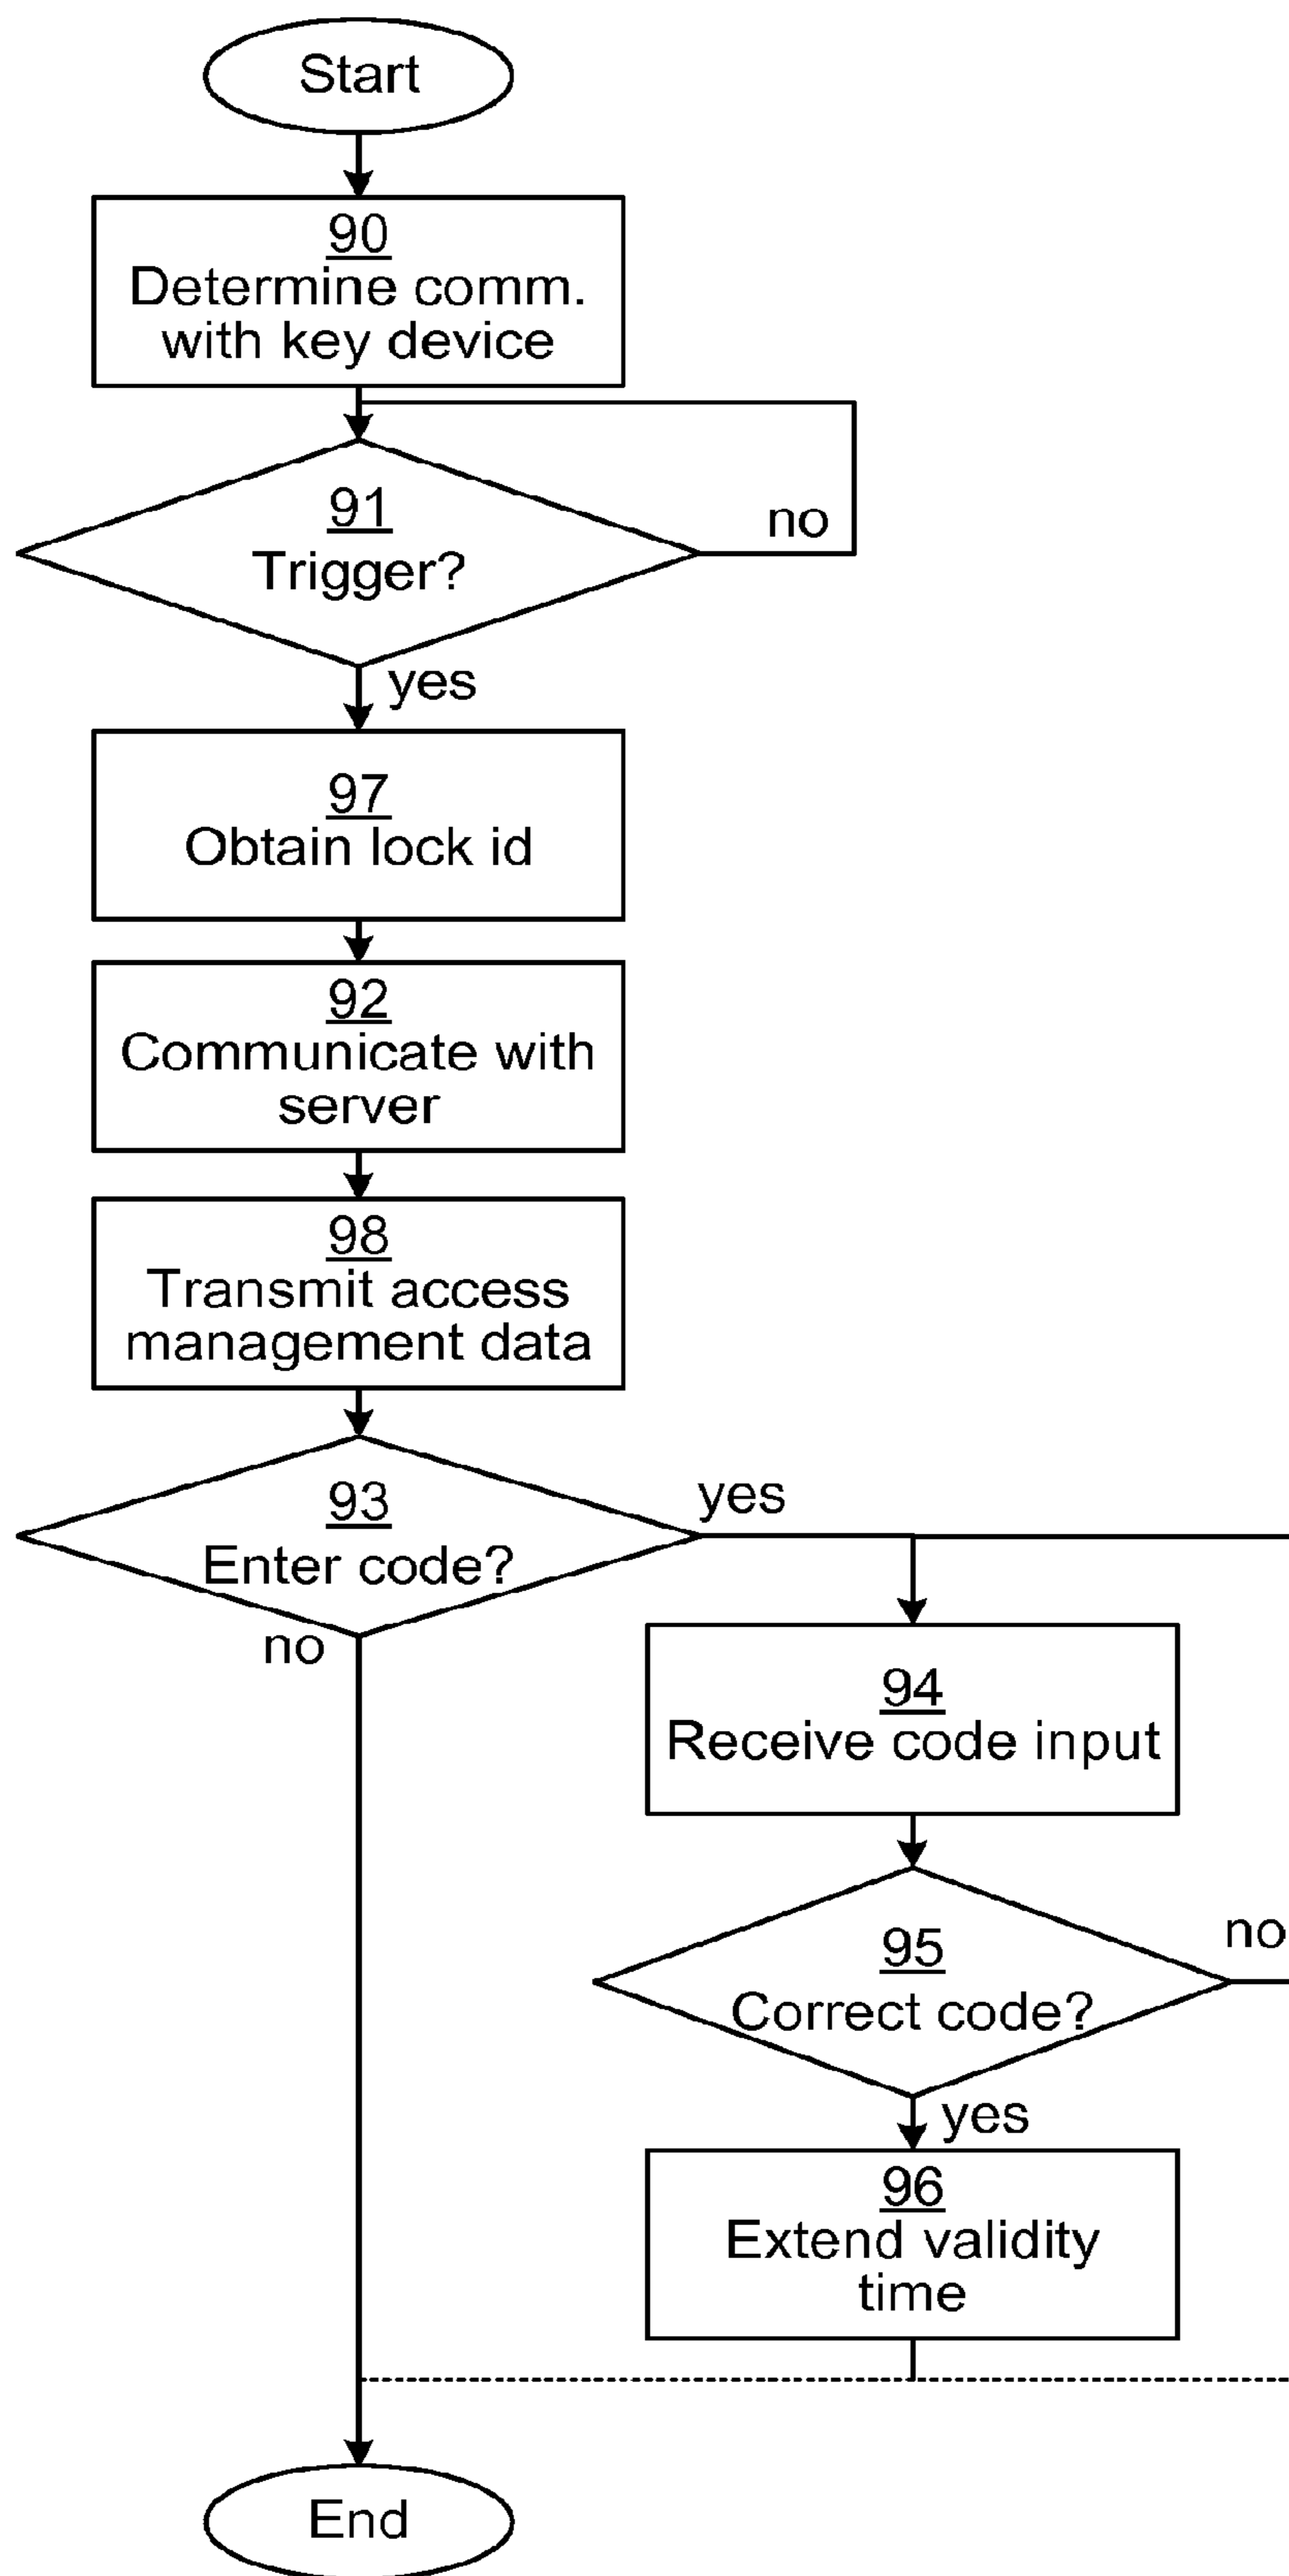 Start
90
Determine comm.
with key device
91
Trigger?
no
yes
97
Obtain lock id
92
Communicate with
server
98
Transmit access
management data
93
Enter code?
yes
no
94
Receive code input
95
Correct code?
no
yes
96
Extend validity
time
End